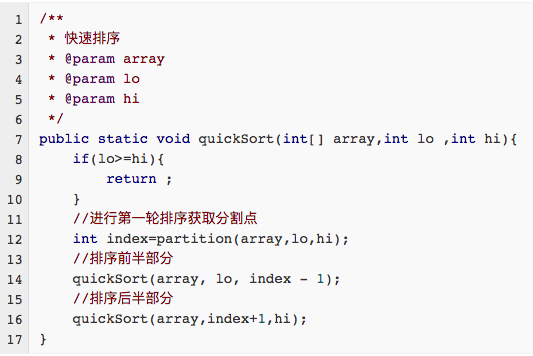 1 /**
2  * 快速排序
3  * @param array
4  * @param lo
5  * @param hi
6  */
7 public static void quickSort(int[] array,int lo ,int hi){
8     if(lo>=hi){
9         return ;
10     }
11     //进行第一轮排序获取分割点
12     int index=partition(array,lo,hi);
13     //排序前半部分
14     quickSort(array, lo, index - 1);
15     //排序后半部分
16     quickSort(array,index+1,hi);
17 }